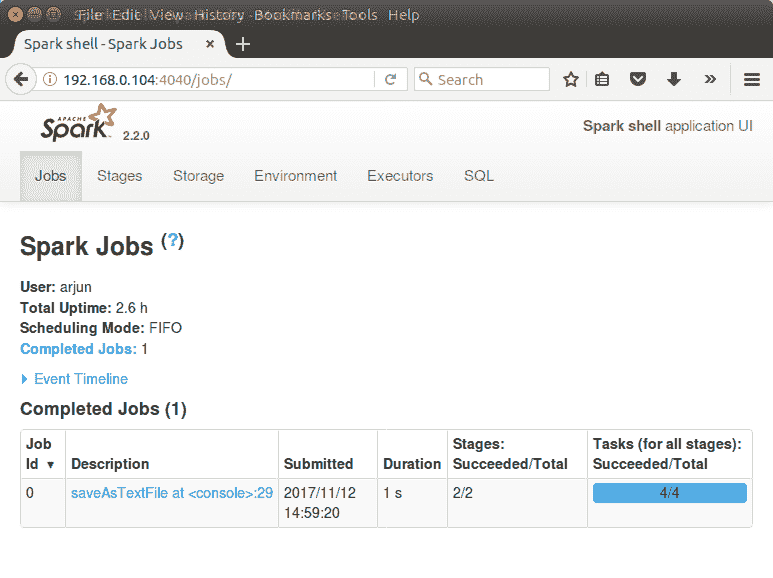 File Edit View History Bookmarks Tools Help
Spark shell - Spark Jobs
192.168.0.104:4040/jobs/
Search
APACHE
Spark 2.2.0
Spark shell application UI
Jobs Stages Storage Environment Executors SQL
Spark Jobs (?)
User: arjun
Total Uptime: 2.6 h
Scheduling Mode: FIFO
Completed Jobs: 1
Event Timeline
Completed Jobs (1)
Job Id ▾ Description Submitted Duration Stages: Succeeded/Total Tasks (for all stages): Succeeded/Total
0 saveAsTextFile at <console>:29 2017/11/12 14:59:20 1 s 2/2 4/4